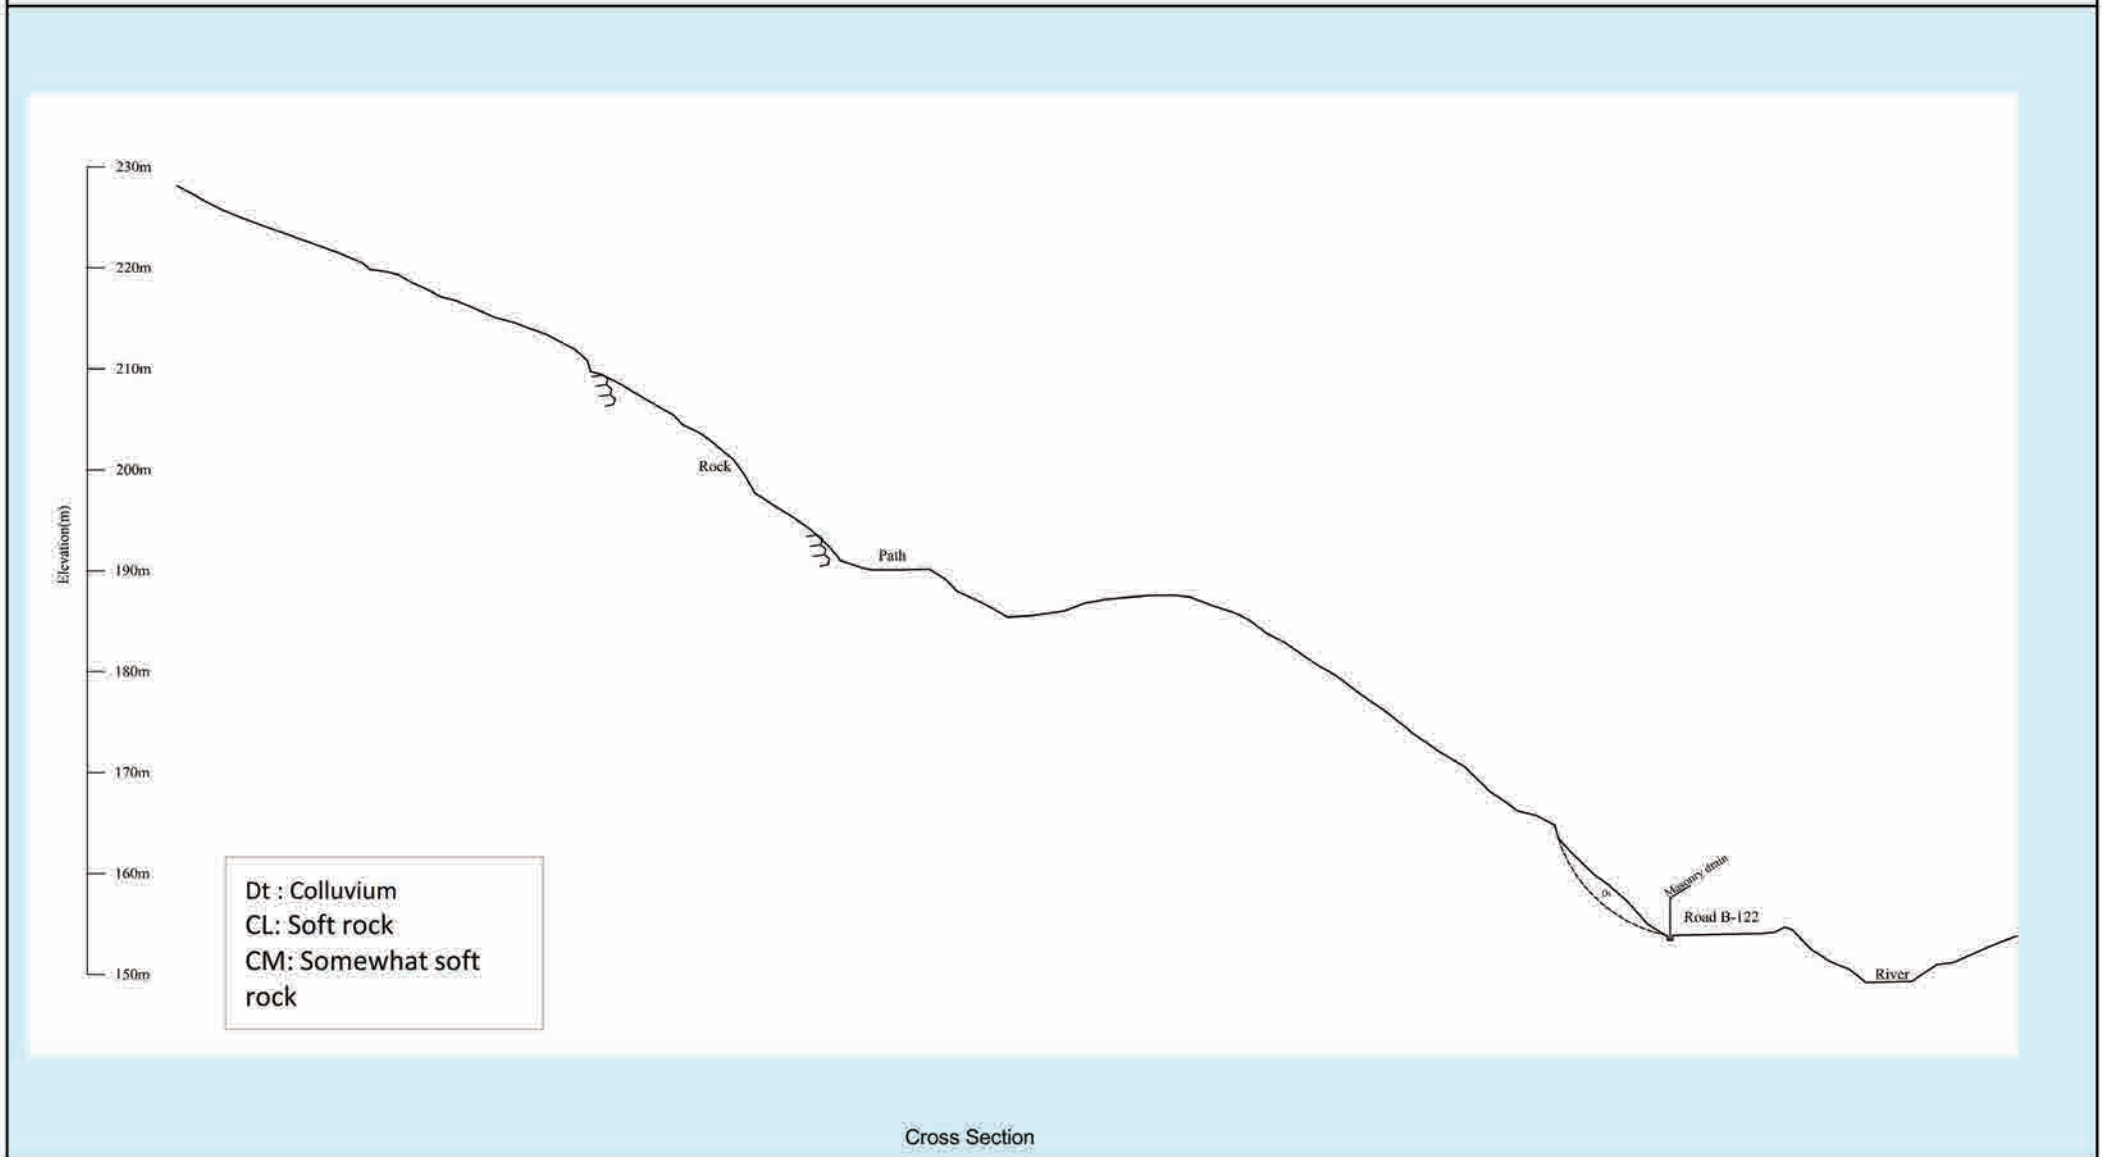 230m
220m
210m
200m
190m
180m
170m
160m
150m
Elevation(m)
Rock
Path
Masonry drain
Road B-122
River
Dt : Colluvium
CL: Soft rock
CM: Somewhat soft
rock
Cross Section